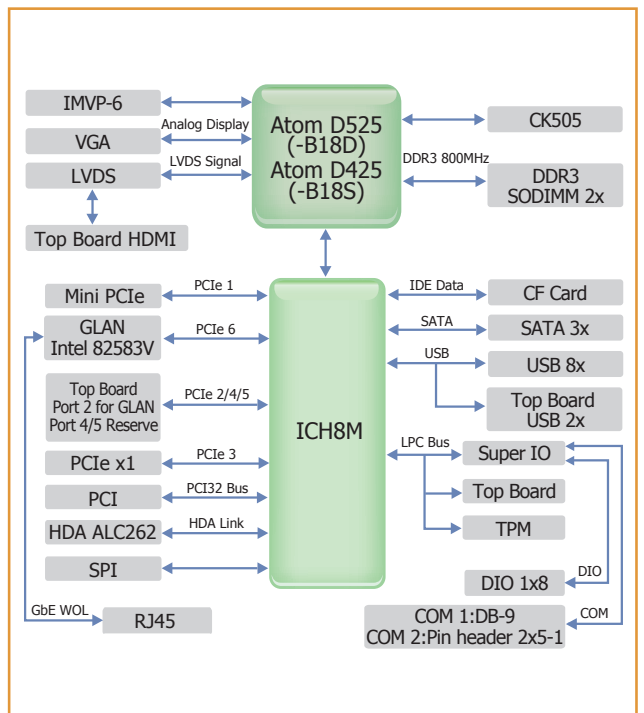 IMVP-6
VGA
LVDS
Top Board HDMI
Analog Display
LVDS Signal
Atom D525
(-B18D)
Atom D425
(-B18S)
CK505
DDR3 800MHz
DDR3
SODIMM 2x
Mini PCIe
PCIe 1
GLAN
Intel 82583V
PCIe 6
Top Board
Port 2 for GLAN
Port 4/5 Reserve
PCIe 2/4/5
PCIe x1
PCIe 3
PCI
PCI32 Bus
HDA ALC262
HDA Link
SPI
GbE WOL
RJ45
ICH8M
IDE Data
CF Card
SATA
SATA 3x
USB
USB 8x
Top Board
USB 2x
LPC Bus
Super IO
Top Board
TPM
DIO 1x8
DIO
COM 1:DB-9
COM 2:Pin header 2x5-1
COM